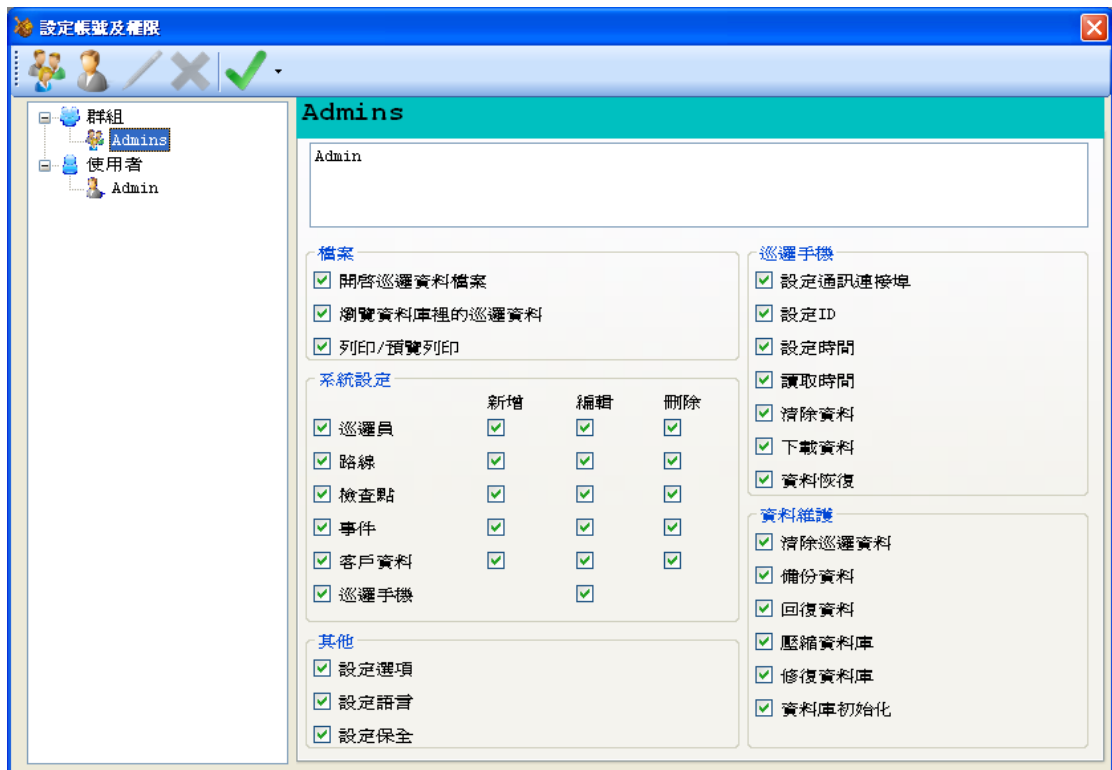 設定帳號及權限
群組
Admins
使用者
Admin
Admins
Admin
檔案
開啓巡邏資料檔案
瀏覽資料庫裡的巡邏資料
列印/預覽列印
系統設定
新增 編輯 刪除
巡邏員
路線
檢查點
事件
客戶資料
巡邏手機
其他
設定選項
設定語言
設定保全
巡邏手機
設定通訊連接埠
設定ID
設定時間
讀取時間
清除資料
下載資料
資料恢復
資料維護
清除巡邏資料
備份資料
回復資料
壓縮資料庫
修復資料庫
資料庫初始化